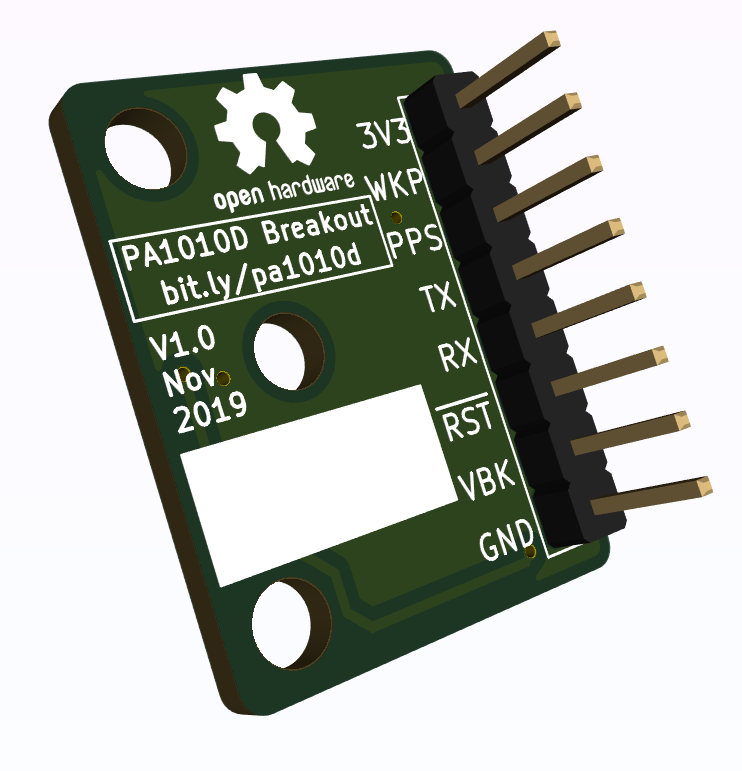 open hardware
PA1010D Breakout
bit.ly/pa1010d
V1.0
Nov
2019
3V3
WKP
PPS
TX
RX
RST
VBK
GND